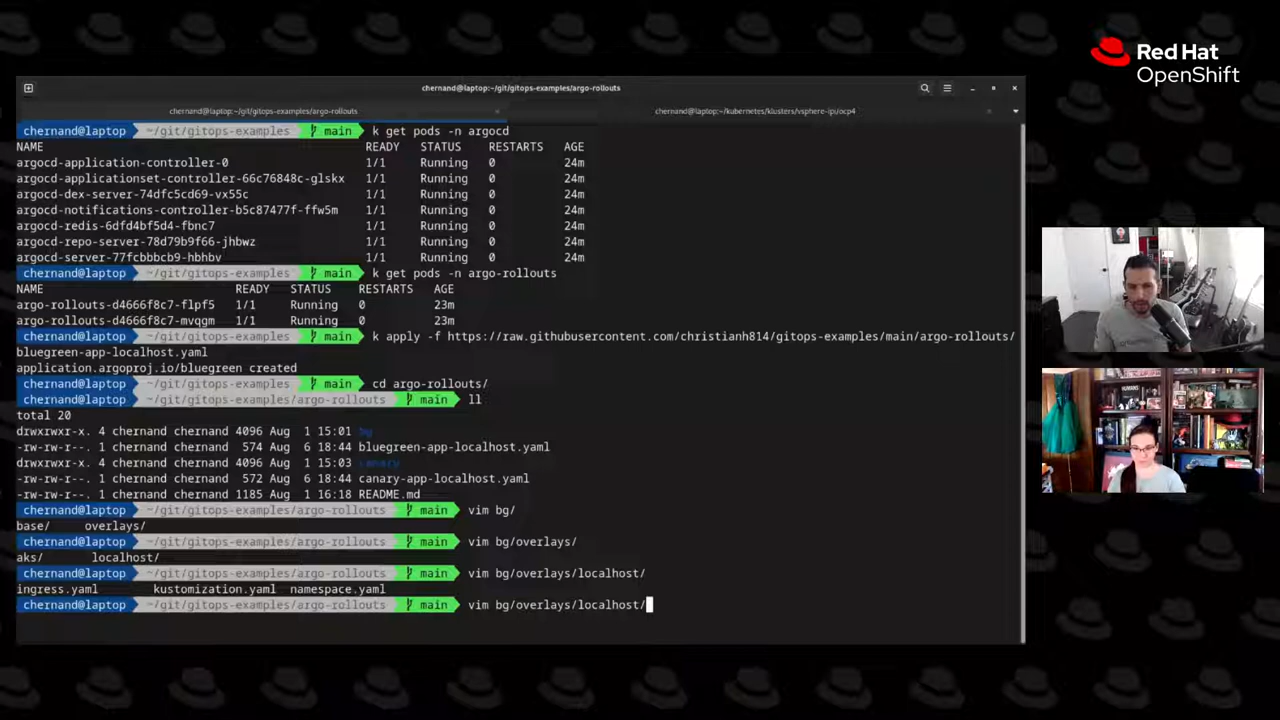 Red Hat
OpenShift
chernand@laptop:~/git/gitops-examples/argo-rollouts
chernand@laptop:~/git/gitops-examples/argo-rollouts
chernand@laptop:~/kubernetes/klusters/vsphere-ipi/ocp4
chernand@laptop ~/git/gitops-examples main k get pods -n argocd
NAME READY STATUS RESTARTS AGE
argocd-application-controller-0 1/1 Running 0 24m
argocd-applicationset-controller-66c76848c-glskx 1/1 Running 0 24m
argocd-dex-server-74dfc5cd69-vx55c 1/1 Running 0 24m
argocd-notifications-controller-b5c87477f-ffw5m 1/1 Running 0 24m
argocd-redis-6dfd4bf5d4-fbnc7 1/1 Running 0 24m
argocd-repo-server-78d79b9f66-jhbwz 1/1 Running 0 24m
argocd-server-77fcbbbcb9-hbhbv 1/1 Running 0 24m
chernand@laptop ~/git/gitops-examples main k get pods -n argo-rollouts
NAME READY STATUS RESTARTS AGE
argo-rollouts-d4666f8c7-flpf5 1/1 Running 0 23m
argo-rollouts-d4666f8c7-mvqgm 1/1 Running 0 23m
chernand@laptop ~/git/gitops-examples main k apply -f https://raw.githubusercontent.com/christianh814/gitops-examples/main/argo-rollouts/
bluegreen-app-localhost.yaml
application.argoproj.io/bluegreen created
chernand@laptop ~/git/gitops-examples main cd argo-rollouts/
chernand@laptop ~/git/gitops-examples/argo-rollouts main ll
total 20
drwxrwxr-x. 4 chernand chernand 4096 Aug 1 15:01 bg
-rw-rw-r--. 1 chernand chernand 574 Aug 6 18:44 bluegreen-app-localhost.yaml
drwxrwxr-x. 4 chernand chernand 4096 Aug 1 15:03 canary
-rw-rw-r--. 1 chernand chernand 572 Aug 6 18:44 canary-app-localhost.yaml
-rw-rw-r--. 1 chernand chernand 1185 Aug 1 16:18 README.md
chernand@laptop ~/git/gitops-examples/argo-rollouts main vim bg/
base/ overlays/
chernand@laptop ~/git/gitops-examples/argo-rollouts main vim bg/overlays/
aks/ localhost/
chernand@laptop ~/git/gitops-examples/argo-rollouts main vim bg/overlays/localhost/
ingress.yaml kustomization.yaml namespace.yaml
chernand@laptop ~/git/gitops-examples/argo-rollouts main vim bg/overlays/localhost/